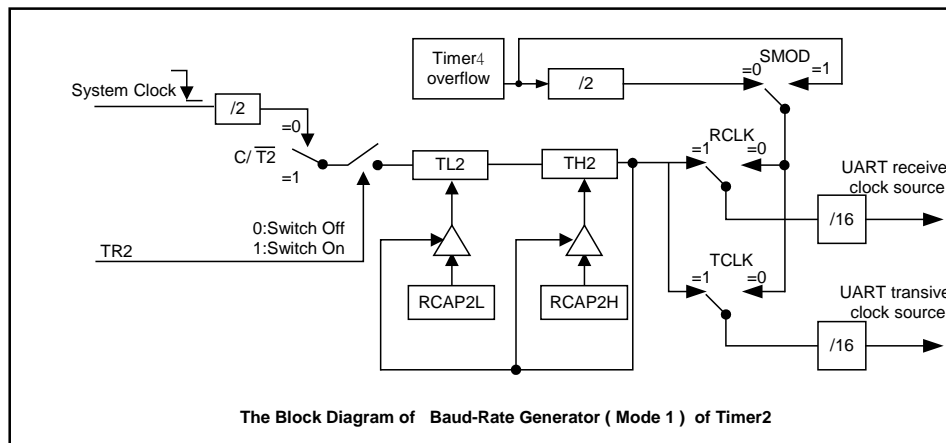 Timer4
overflow
SMOD
=0
=1
/2
System Clock
/2
=0
C/ T2
=1
RCLK
=1
=0
TL2
TH2
UART receive
clock source
/16
0:Switch Off
1:Switch On
TR2
TCLK
=1
=0
RCAP2L
RCAP2H
UART transive
clock source
/16
The Block Diagram of Baud-Rate Generator ( Mode 1 ) of Timer2